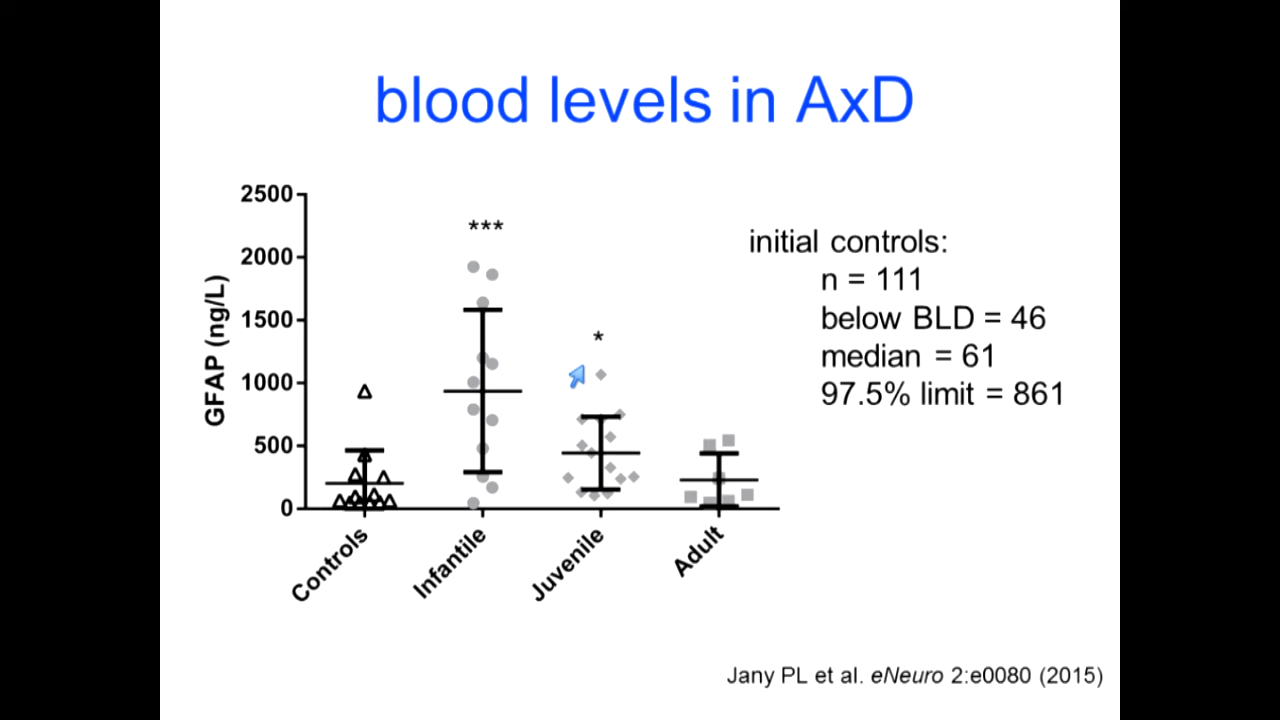 blood levels in AxD
2500
2000
1500
1000
500
0
GFAP (ng/L)
***
*
Controls
Infantile
Juvenile
Adult
initial controls:
n = 111
below BLD = 46
median = 61
97.5% limit = 861
Jany PL et al. eNeuro 2:e0080 (2015)